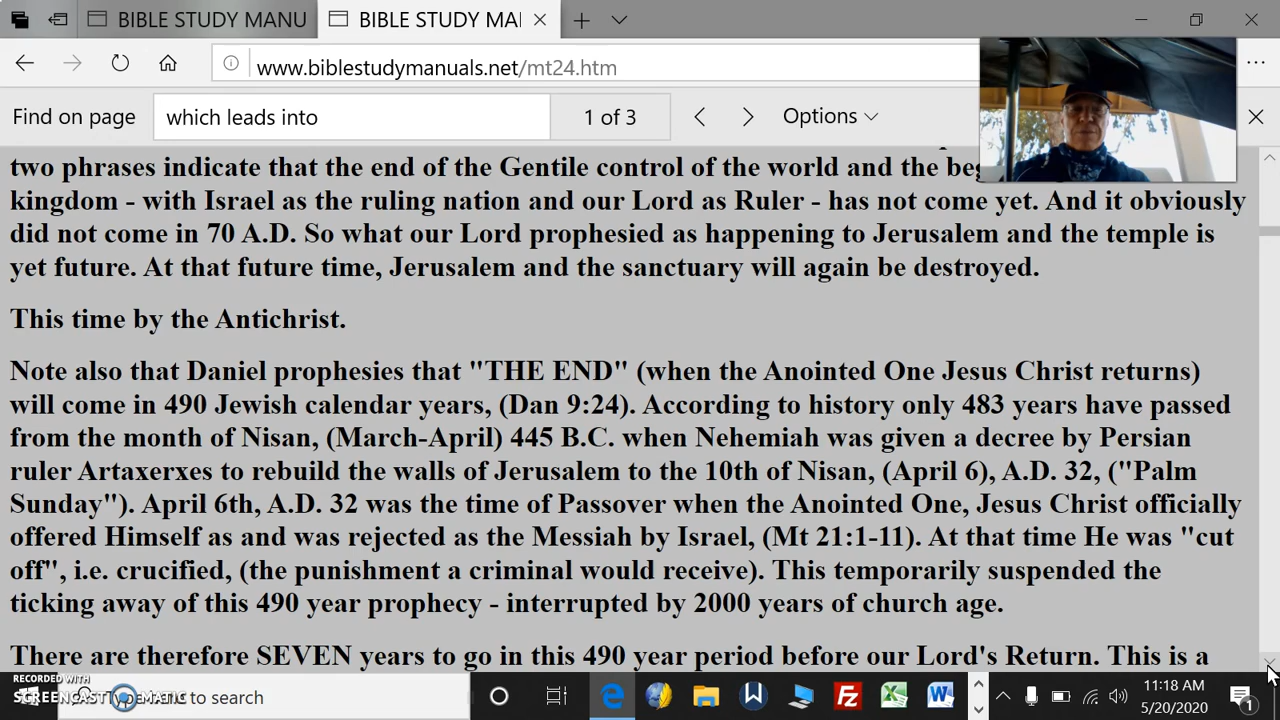 BIBLE STUDY MANU
BIBLE STUDY MAI
www.biblestudymanuals.net/mt24.htm
Find on page
which leads into
1 of 3
Options
two phrases indicate that the end of the Gentile control of the world and the beg
kingdom - with Israel as the ruling nation and our Lord as Ruler - has not come yet. And it obviously
did not come in 70 A.D. So what our Lord prophesied as happening to Jerusalem and the temple is
yet future. At that future time, Jerusalem and the sanctuary will again be destroyed.
This time by the Antichrist.
Note also that Daniel prophesies that "THE END" (when the Anointed One Jesus Christ returns)
will come in 490 Jewish calendar years, (Dan 9:24). According to history only 483 years have passed
from the month of Nisan, (March-April) 445 B.C. when Nehemiah was given a decree by Persian
ruler Artaxerxes to rebuild the walls of Jerusalem to the 10th of Nisan, (April 6), A.D. 32, ("Palm
Sunday"). April 6th, A.D. 32 was the time of Passover when the Anointed One, Jesus Christ officially
offered Himself as and was rejected as the Messiah by Israel, (Mt 21:1-11). At that time He was "cut
off", i.e. crucified, (the punishment a criminal would receive). This temporarily suspended the
ticking away of this 490 year prophecy - interrupted by 2000 years of church age.
There are therefore SEVEN years to go in this 490 year period before our Lord's Return. This is a
RECORDED WITH
SCREENCAST-O-MATIC
to search
11:18 AM
5/20/2020
1